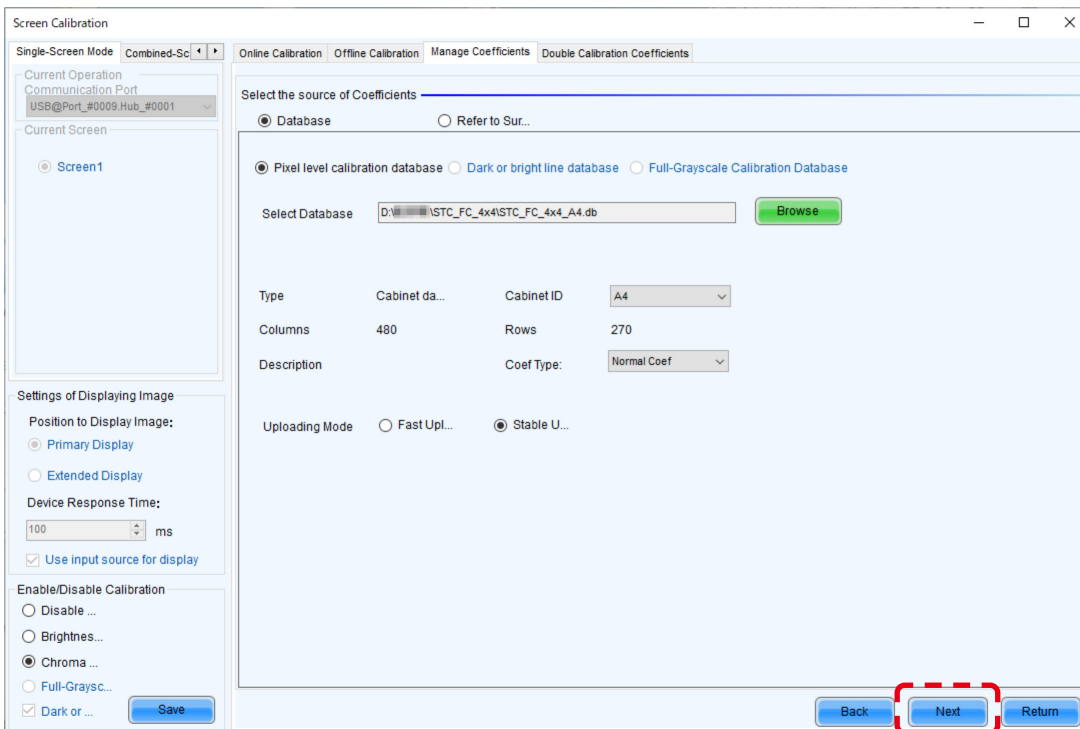 Screen Calibration
Single-Screen Mode Combined-Sc
Online Calibration Offline Calibration Manage Coefficients Double Calibration Coefficients
Current Operation
Communication Port
USB@Port_#0009.Hub_#0001
Current Screen
Screen1
Select the source of Coefficients
Database Refer to Sur...
Pixel level calibration database Dark or bright line database Full-Grayscale Calibration Database
Select Database D:\ \STC_FC_4x4\STC_FC_4x4_A4.db Browse
Type Cabinet da... Cabinet ID A4
Columns 480 Rows 270
Description Coef Type: Normal Coef
Uploading Mode Fast Upl... Stable U...
Settings of Displaying Image
Position to Display Image:
Primary Display
Extended Display
Device Response Time:
100 ms
Use input source for display
Enable/Disable Calibration
Disable ...
Brightnes...
Chroma ...
Full-Graysc...
Dark or ... Save
Back Next Return